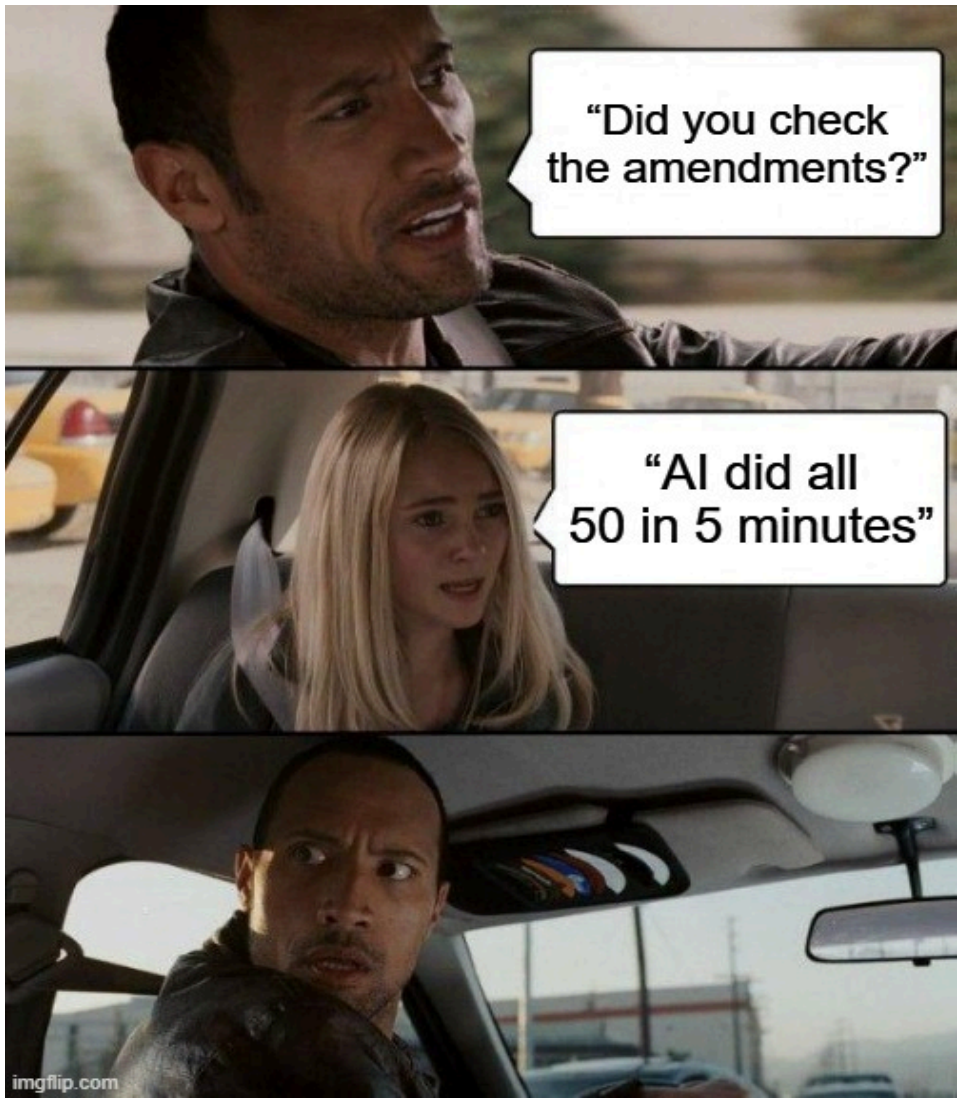 “Did you check
the amendments?”
“AI did all
50 in 5 minutes”
imgflip.com